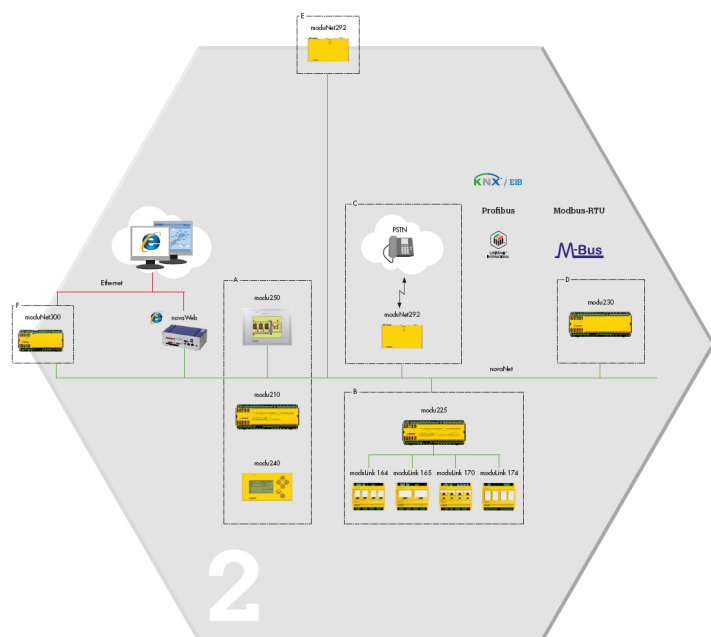 E
moduNet292
KNX / EIB
C
PSTN
Profibus
Modbus-RTU
LONMARK
M-Bus
Ethernet
A
D
F
moduNet300
novaWeb
modu250
moduNet292
modu230
novaNet
modu210
B
modu225
modu240
moduLink 164
moduLink 165
moduLink 170
moduLink 174
2